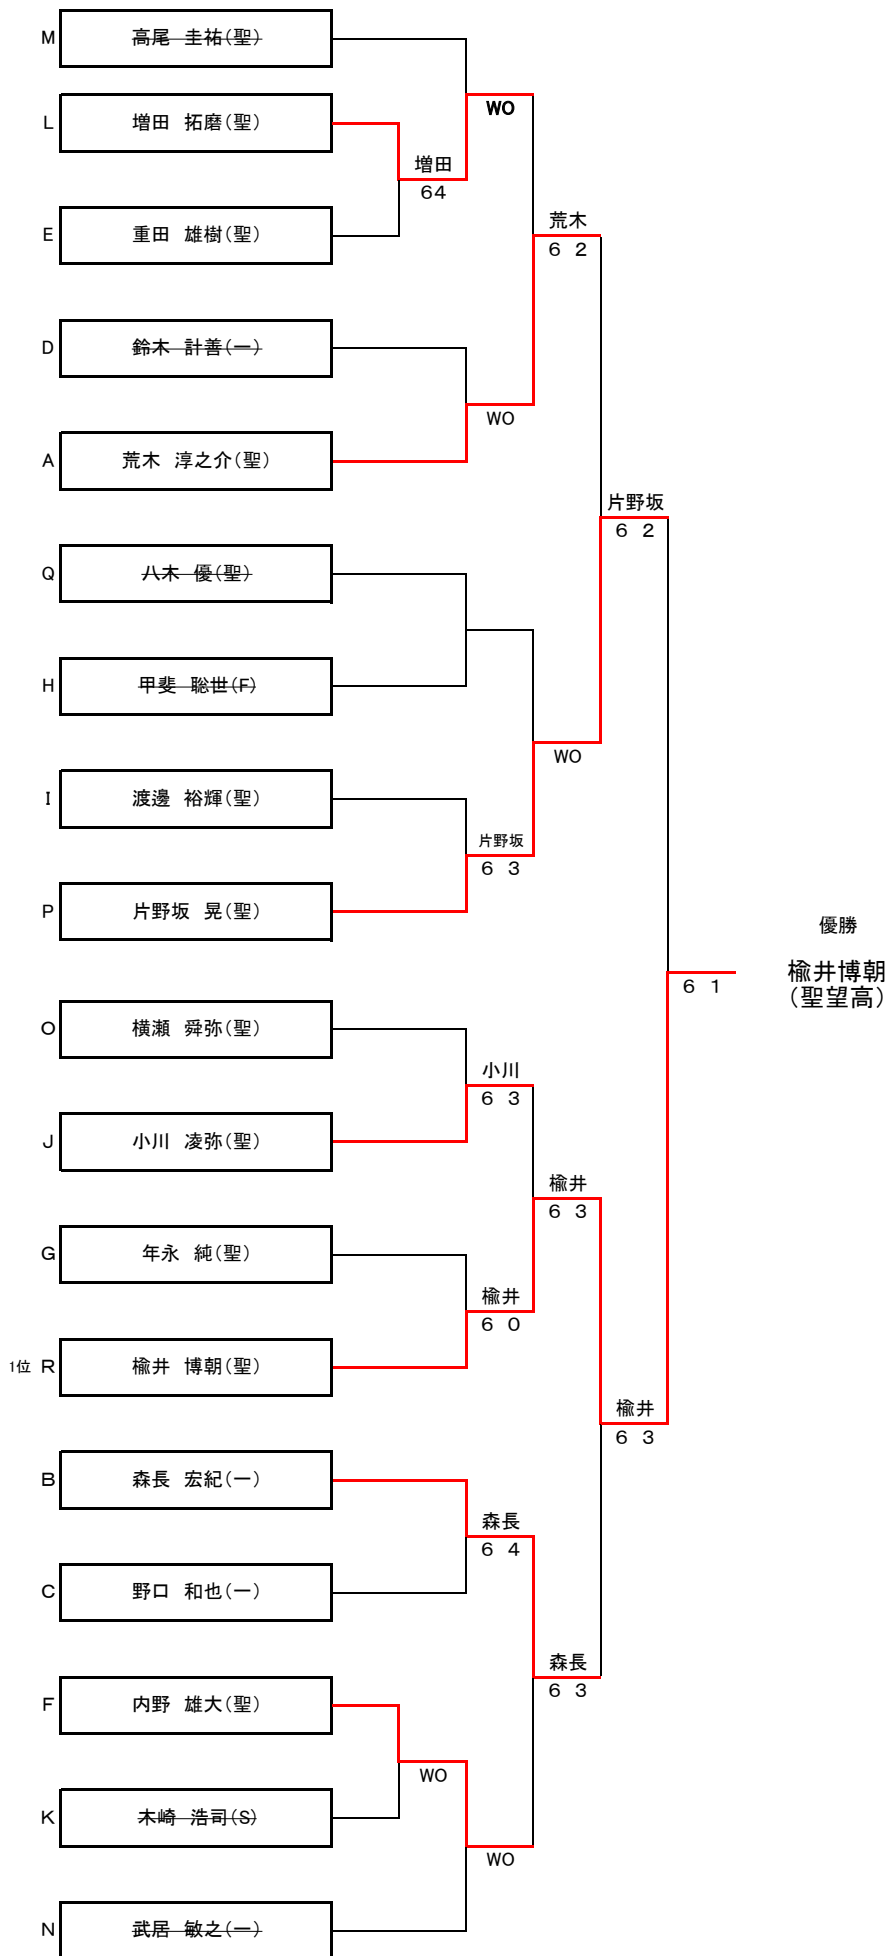 M 高尾 圭祐(聖)
WO
L 増田 拓磨(聖)
増田
64
E 重田 雄樹(聖)
荒木
6 2
D 鈴木 計善(一)
WO
A 荒木 淳之介(聖)
片野坂
6 2
Q 八木 優(聖)
H 甲斐 聡世(F)
WO
I 渡邊 裕輝(聖)
片野坂
6 3
P 片野坂 晃(聖)
優勝
楡井博朝
(聖望高)
6 1
O 横瀬 舜弥(聖)
小川
6 3
J 小川 凌弥(聖)
楡井
6 3
G 年永 純(聖)
楡井
6 0
1位 R 楡井 博朝(聖)
楡井
6 3
B 森長 宏紀(一)
森長
6 4
C 野口 和也(一)
森長
6 3
F 内野 雄大(聖)
WO
K 木崎 浩司(S)
WO
N 武居 敏之(一)